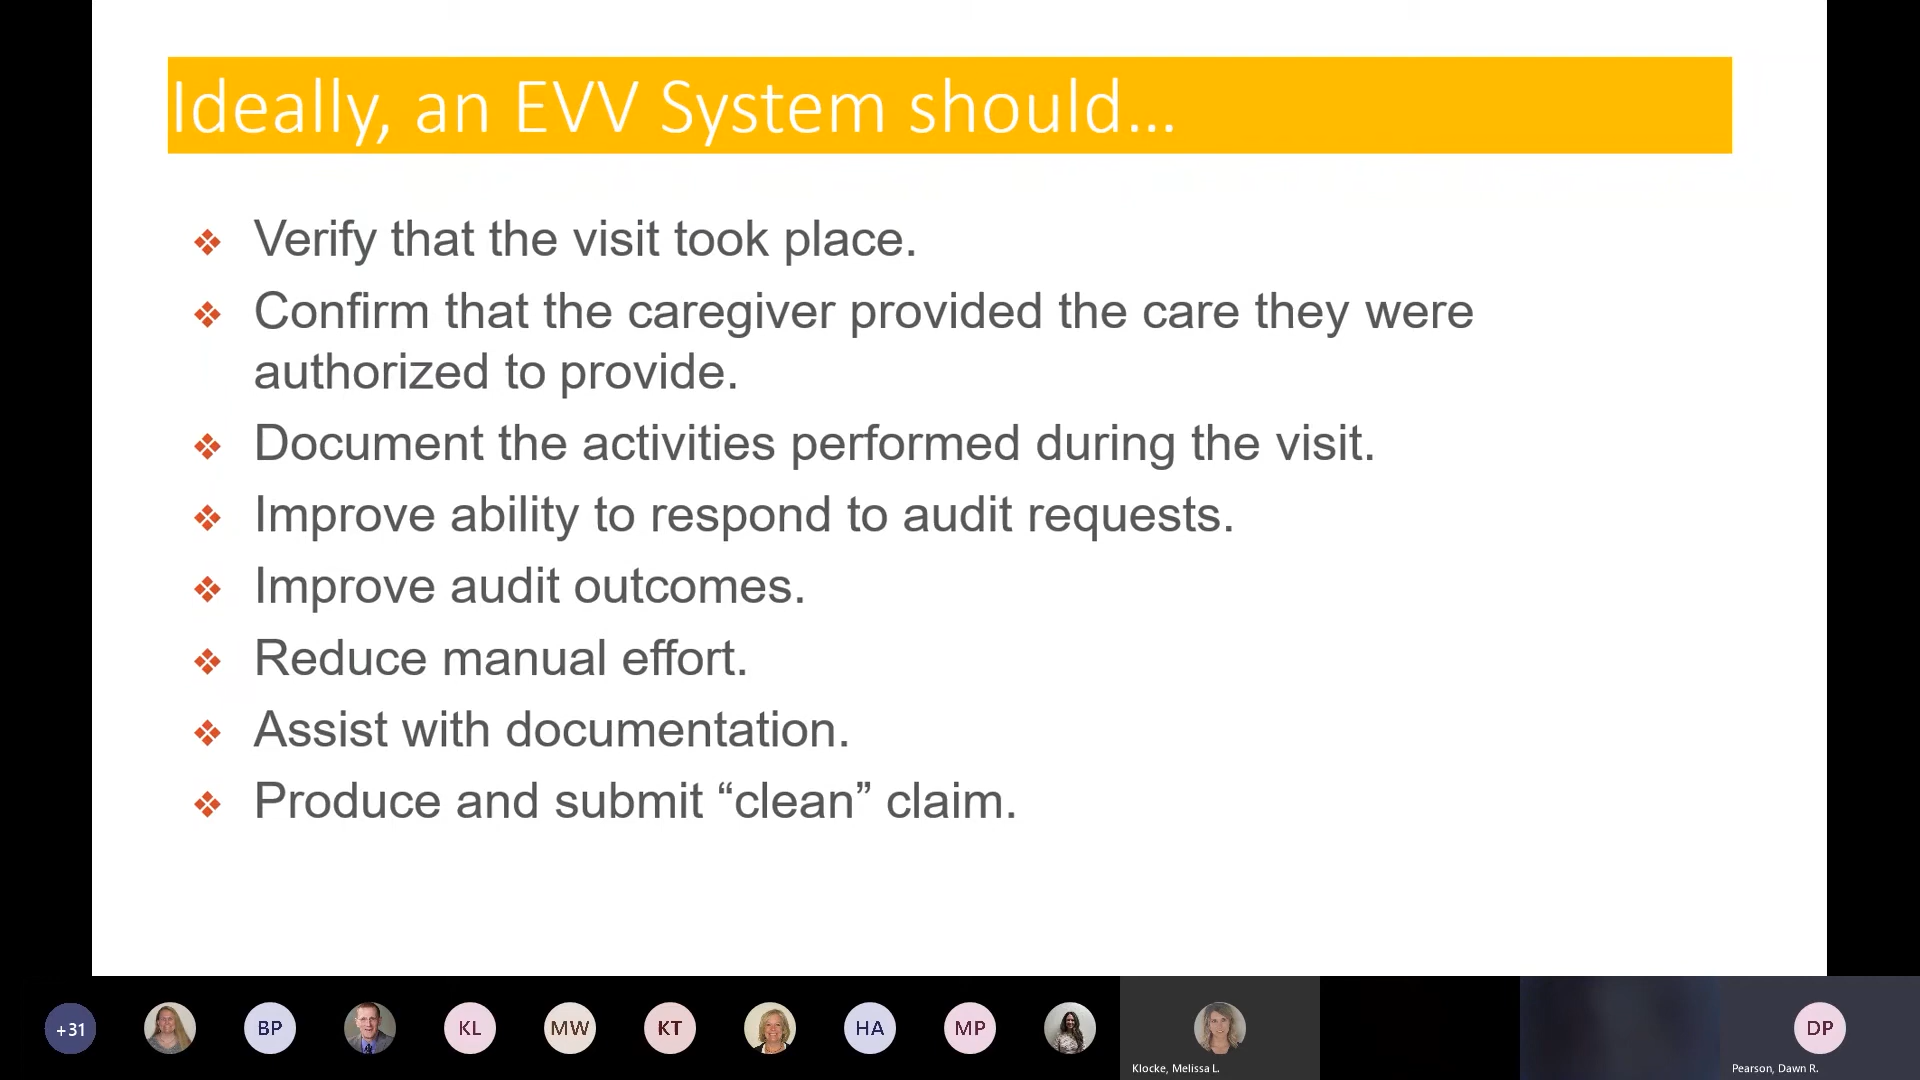 Ideally, an EVV System should...
❖ Verify that the visit took place.
❖ Confirm that the caregiver provided the care they were
authorized to provide.
❖ Document the activities performed during the visit.
❖ Improve ability to respond to audit requests.
❖ Improve audit outcomes.
❖ Reduce manual effort.
❖ Assist with documentation.
❖ Produce and submit “clean” claim.
+31
BP
KL
MW
KT
HA
MP
DP
Klocke, Melissa L.
Pearson, Dawn R.